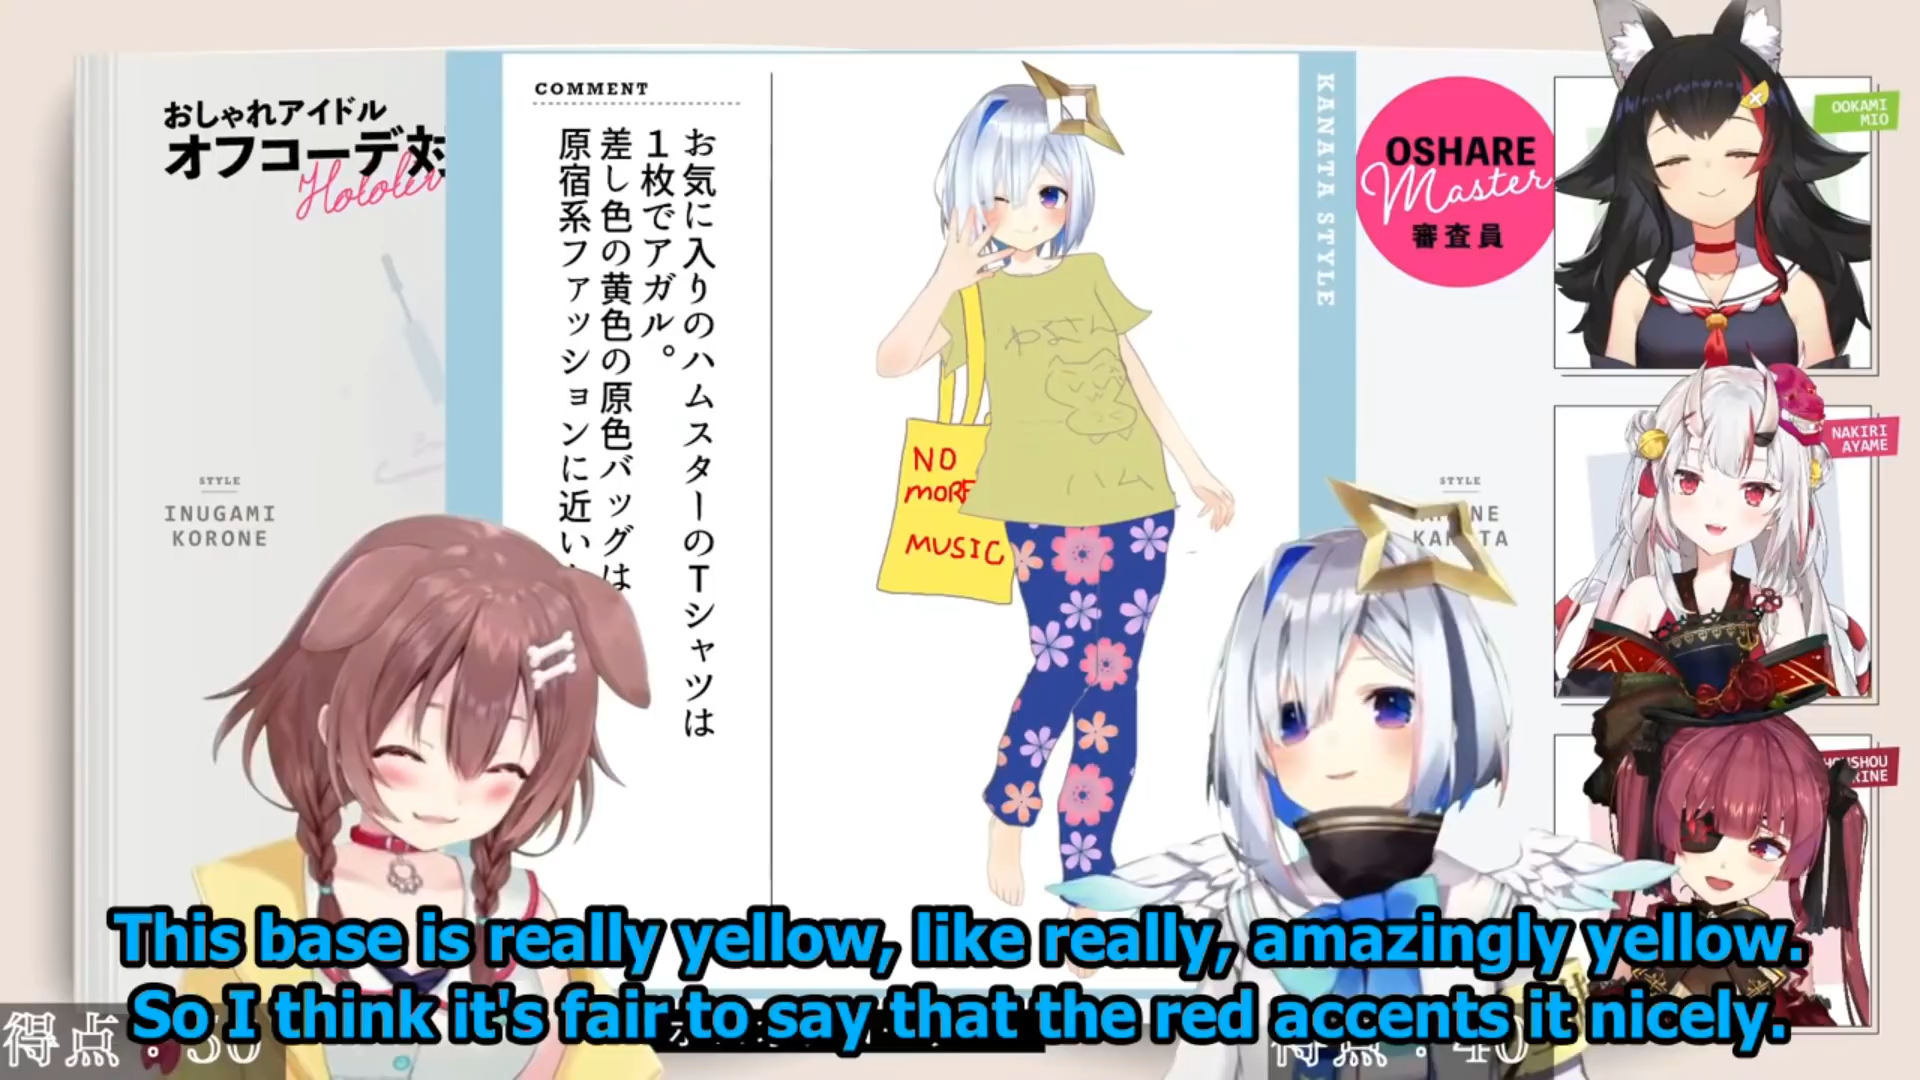 おしゃれアイドル
オフコーデ対
Hololive
STYLE
INUGAMI
KORONE
COMMENT
お気に入りのハムスターのTシャツは
1枚でアガル。
差し色の黄色の原色バッグは
原宿系ファッションに近い
わるさん
ハム
NO
MORE
MUSIC
KANATA STYLE
OSHARE
Master
審査員
STYLE
OOKAMI
MIO
NAKIRI
AYAME
This base is really yellow, like really, amazingly yellow.
So I think it's fair to say that the red accents it nicely.
得点:
得点: